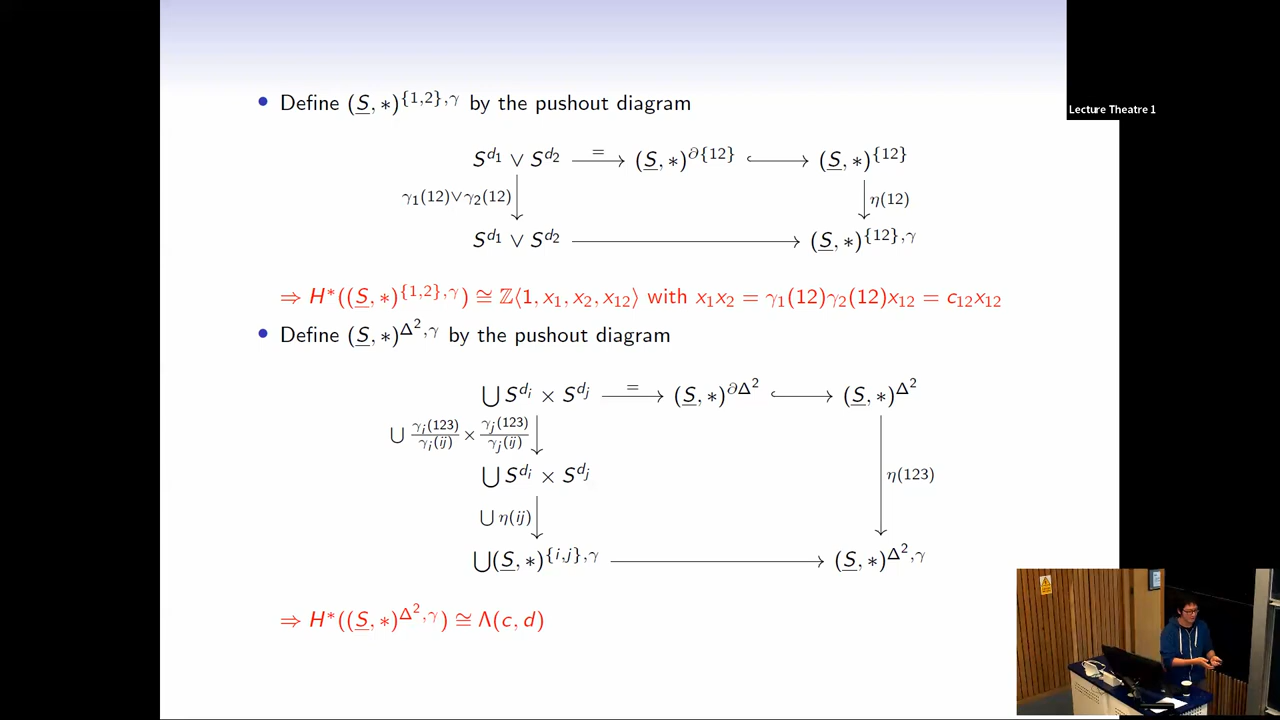 • Define (S, ∗)^{1,2},γ by the pushout diagram
S^d₁ ∨ S^d₂ = (S, ∗)^∂{12} (S, ∗)^{12}
γ₁(12)∨γ₂(12) η(12)
S^d₁ ∨ S^d₂ (S, ∗)^{12},γ
⇒ H*((S, ∗)^{1,2},γ) ≅ ℤ⟨1, x₁, x₂, x₁₂⟩ with x₁x₂ = γ₁(12)γ₂(12)x₁₂ = c₁₂x₁₂
• Define (S, ∗)^Δ²,γ by the pushout diagram
⋃ S^dᵢ × S^dⱼ = (S, ∗)^∂Δ² (S, ∗)^Δ²
⋃ γᵢ(123)/γᵢ(ij) × γⱼ(123)/γⱼ(ij)
⋃ S^dᵢ × S^dⱼ η(123)
⋃ η(ij)
⋃(S, ∗)^{i,j},γ (S, ∗)^Δ²,γ
⇒ H*((S, ∗)^Δ²,γ) ≅ Λ(c, d)
Lecture Theatre 1